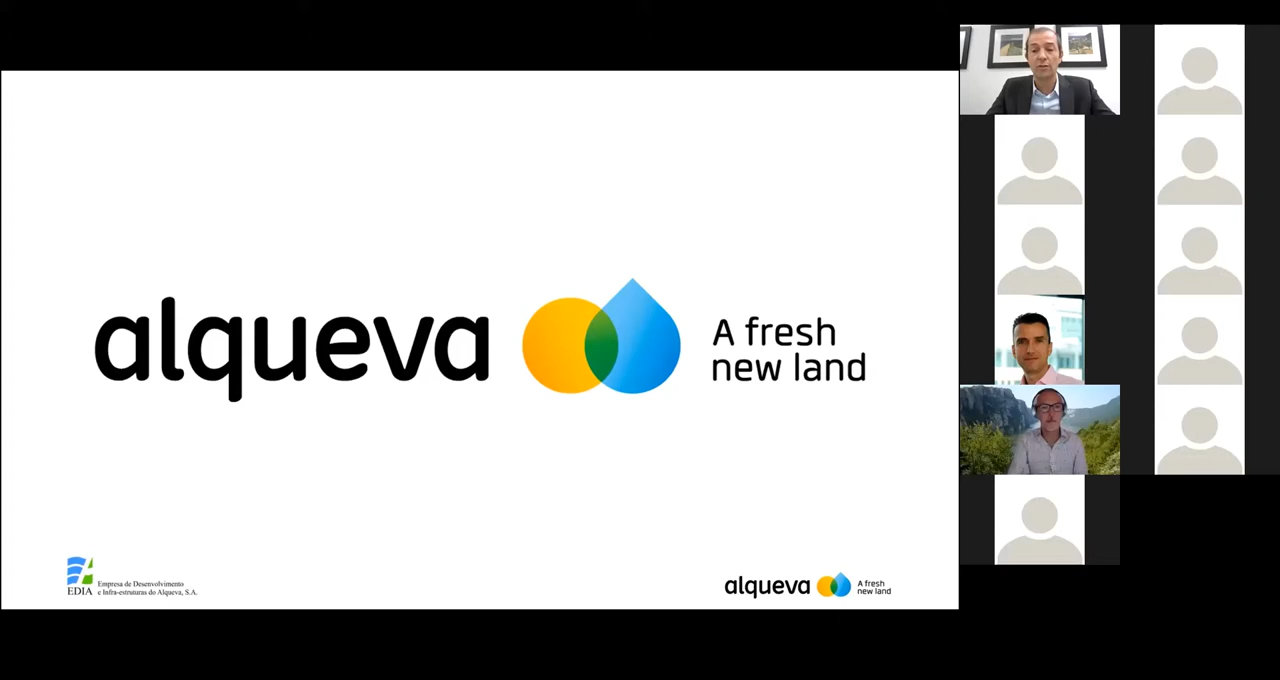 alqueva
A fresh
new land
EDIA
Empresa de Desenvolvimento
e Infra-estruturas do Alqueva, S.A.
alqueva
A fresh
new land